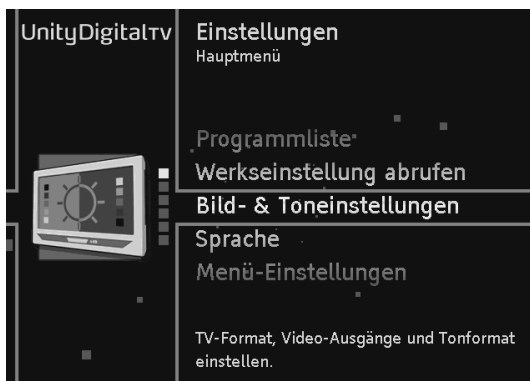 UnityDigitalTV
Einstellungen
Hauptmenü
Programmliste
Werkseinstellung abrufen
Bild- & Toneinstellungen
Sprache
Menü-Einstellungen
TV-Format, Video-Ausgänge und Tonformat
einstellen.